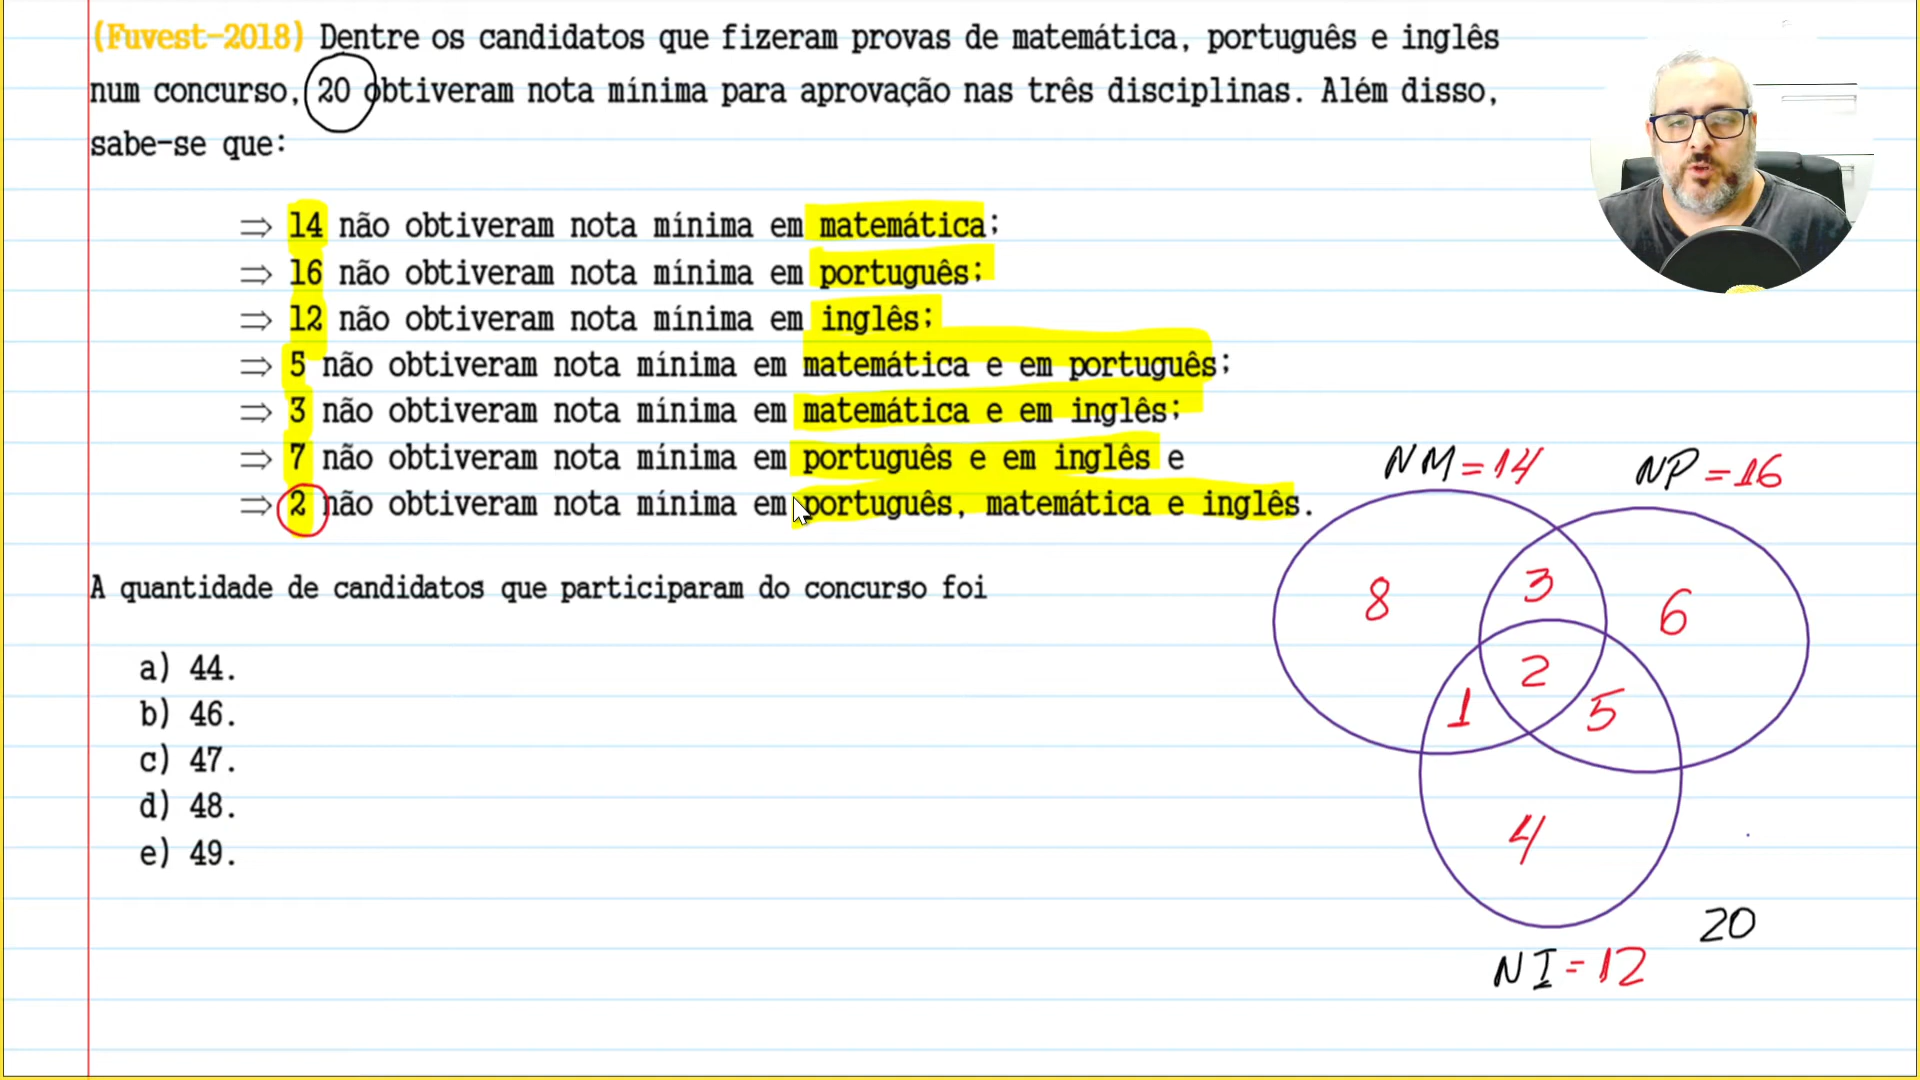 (Fuvest-2018) Dentre os candidatos que fizeram provas de matemática, português e inglês
num concurso, 20 obtiveram nota mínima para aprovação nas três disciplinas. Além disso,
sabe-se que:
⇒ 14 não obtiveram nota mínima em matemática;
⇒ 16 não obtiveram nota mínima em português;
⇒ 12 não obtiveram nota mínima em inglês;
⇒ 5 não obtiveram nota mínima em matemática e em português;
⇒ 3 não obtiveram nota mínima em matemática e em inglês;
⇒ 7 não obtiveram nota mínima em português e em inglês e
⇒ 2 não obtiveram nota mínima em português, matemática e inglês.
A quantidade de candidatos que participaram do concurso foi
a) 44.
b) 46.
c) 47.
d) 48.
e) 49.
NM=14
NP=16
8
3
6
2
1
5
4
20
NI=12